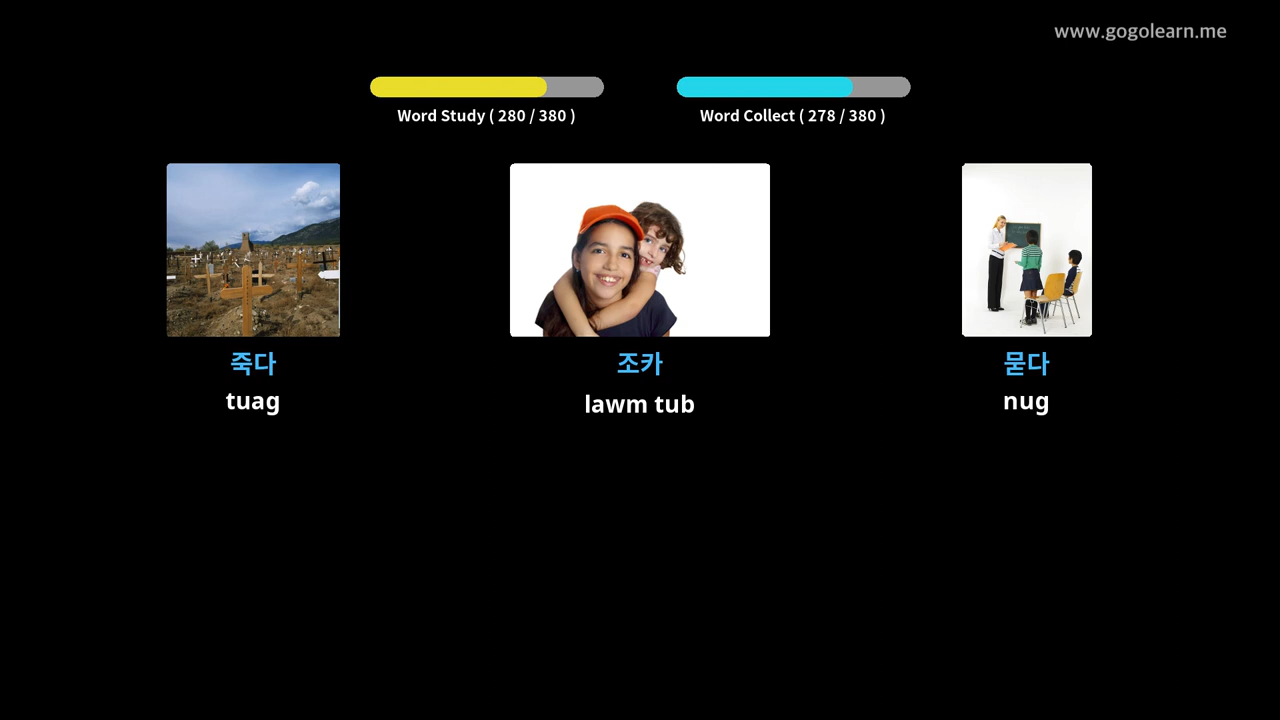 www.gogolearn.me
Word Study ( 280 / 380 )
Word Collect ( 278 / 380 )
죽다
tuag
조카
lawm tub
묻다
nug